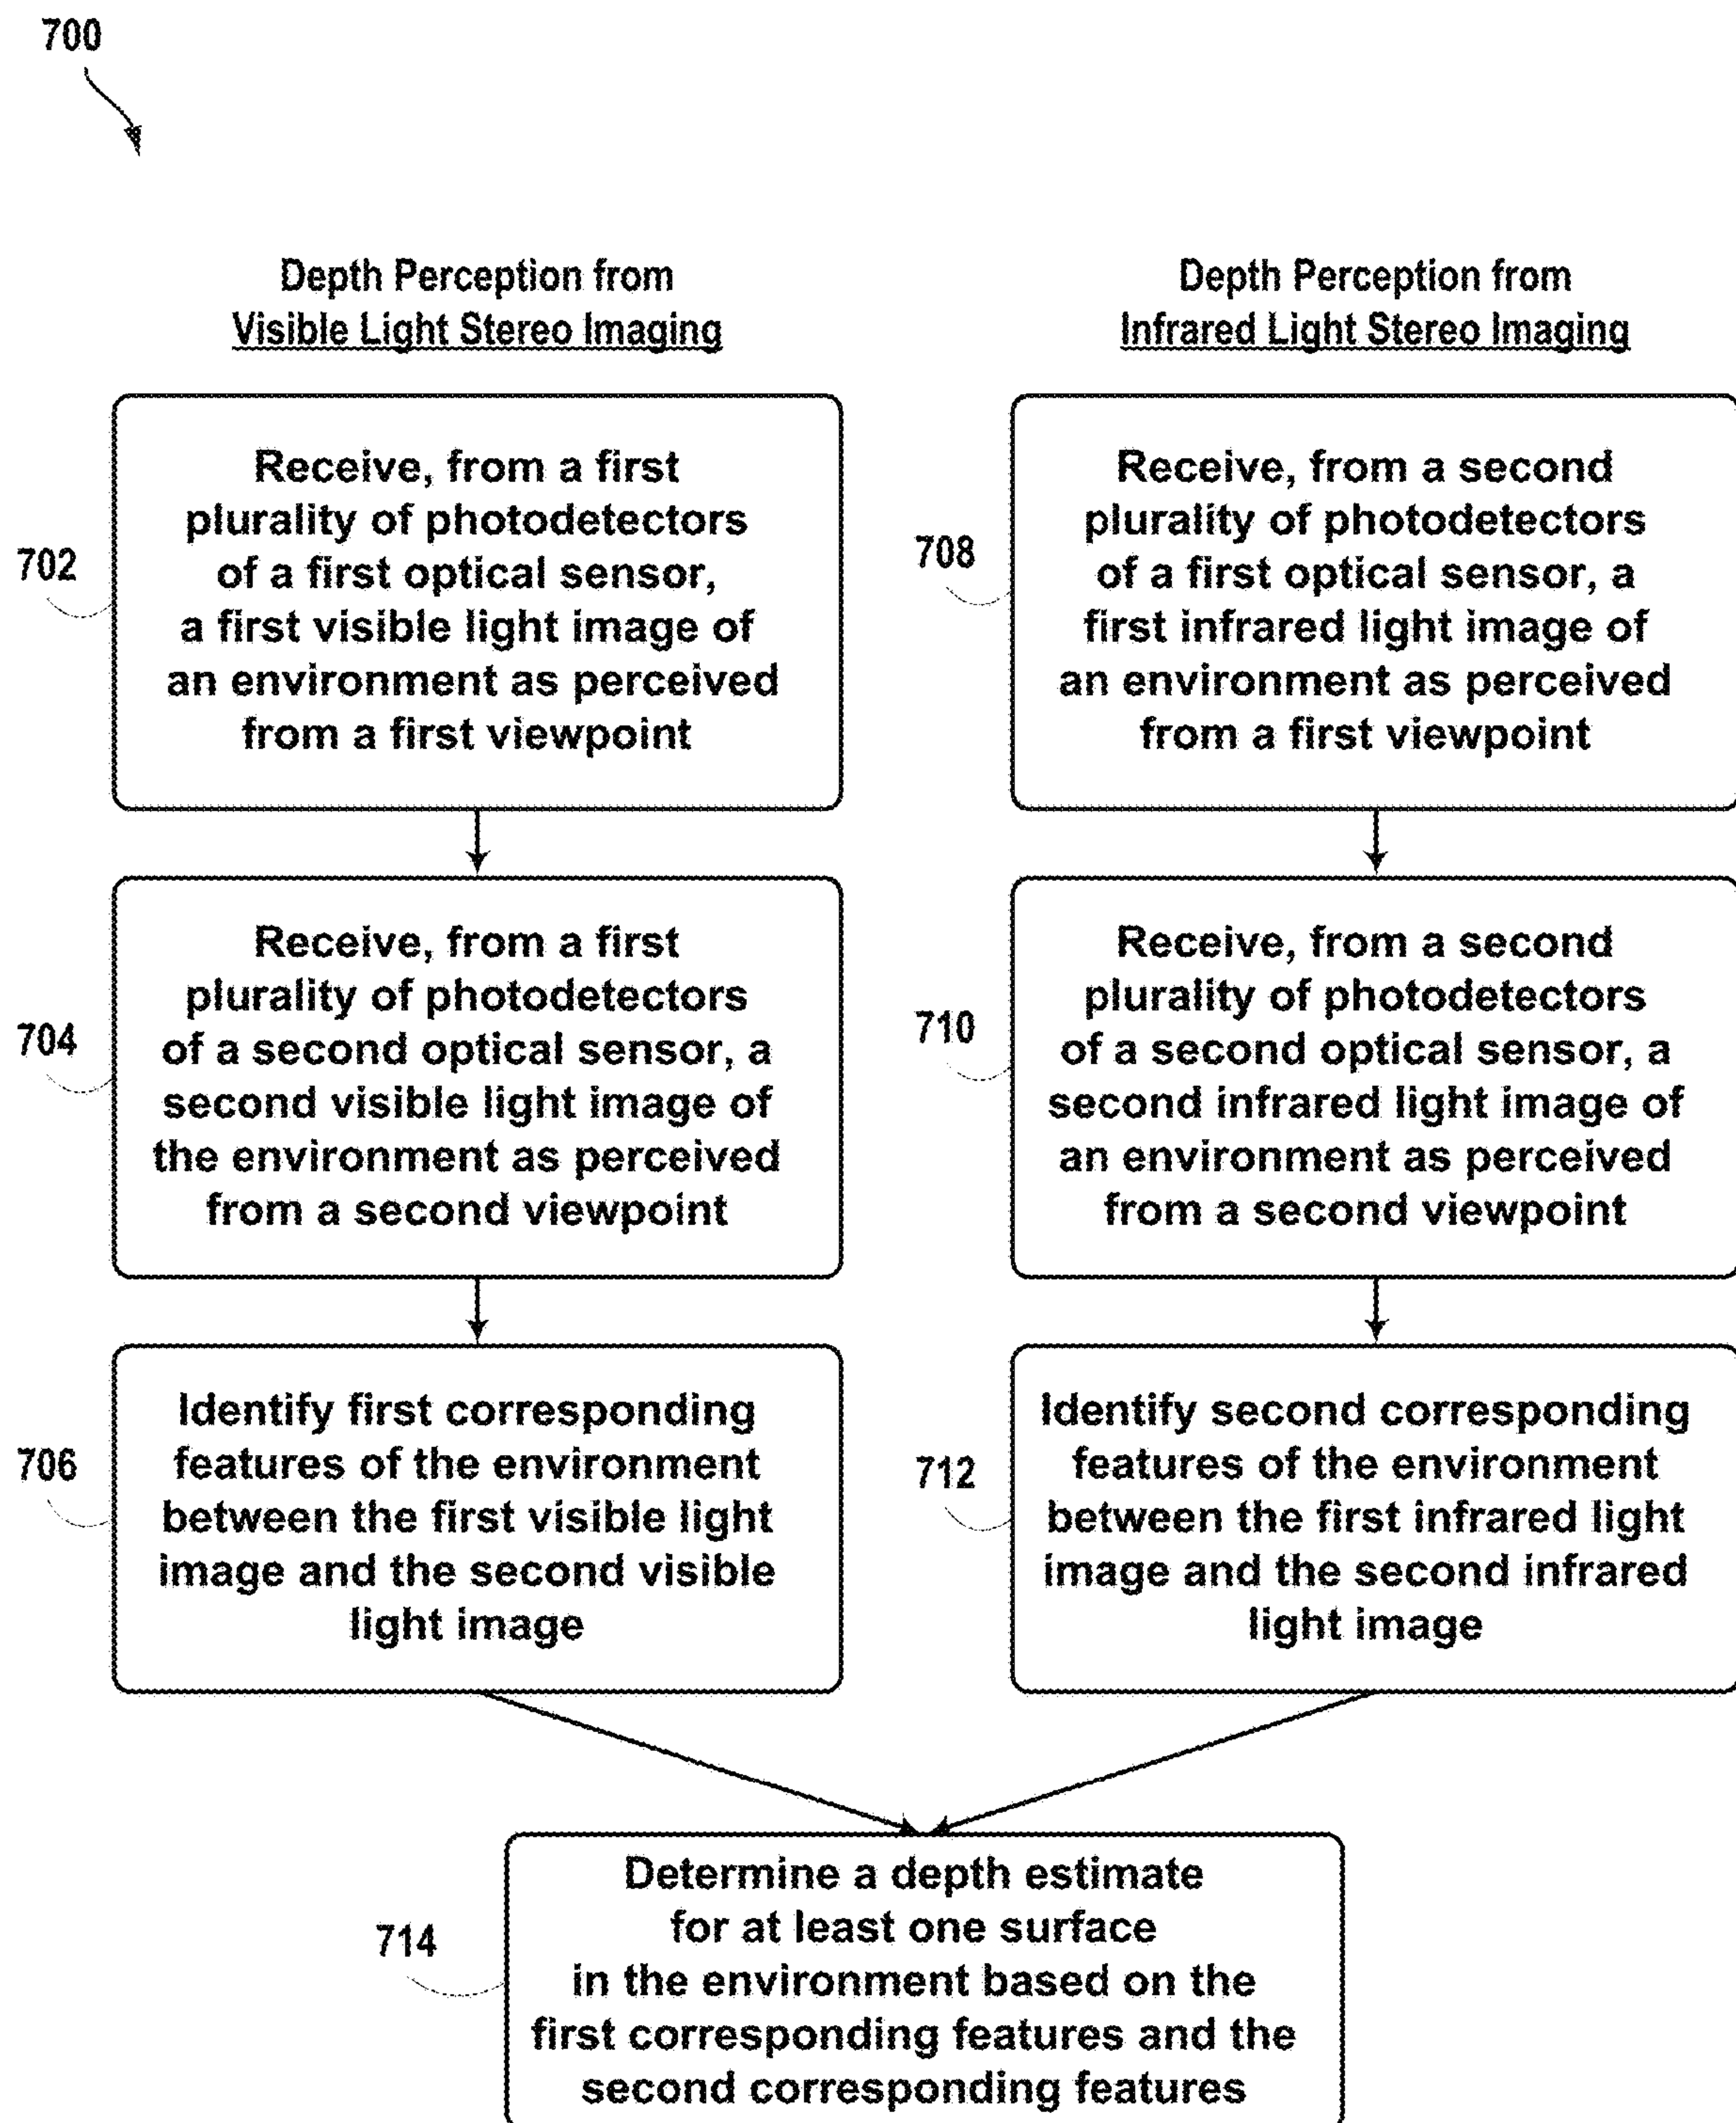 700
Depth Perception from
Visible Light Stereo Imaging
702
Receive, from a first
plurality of photodetectors
of a first optical sensor,
a first visible light image of
an environment as perceived
from a first viewpoint
704
Receive, from a first
plurality of photodetectors
of a second optical sensor, a
second visible light image of
the environment as perceived
from a second viewpoint
706
Identify first corresponding
features of the environment
between the first visible light
image and the second visible
light image
Depth Perception from
Infrared Light Stereo Imaging
708
Receive, from a second
plurality of photodetectors
of a first optical sensor, a
first infrared light image of
an environment as perceived
from a first viewpoint
710
Receive, from a second
plurality of photodetectors
of a second optical sensor, a
second infrared light image of
an environment as perceived
from a second viewpoint
712
Identify second corresponding
features of the environment
between the first infrared light
image and the second infrared
light image
714
Determine a depth estimate
for at least one surface
in the environment based on the
first corresponding features and the
second corresponding features